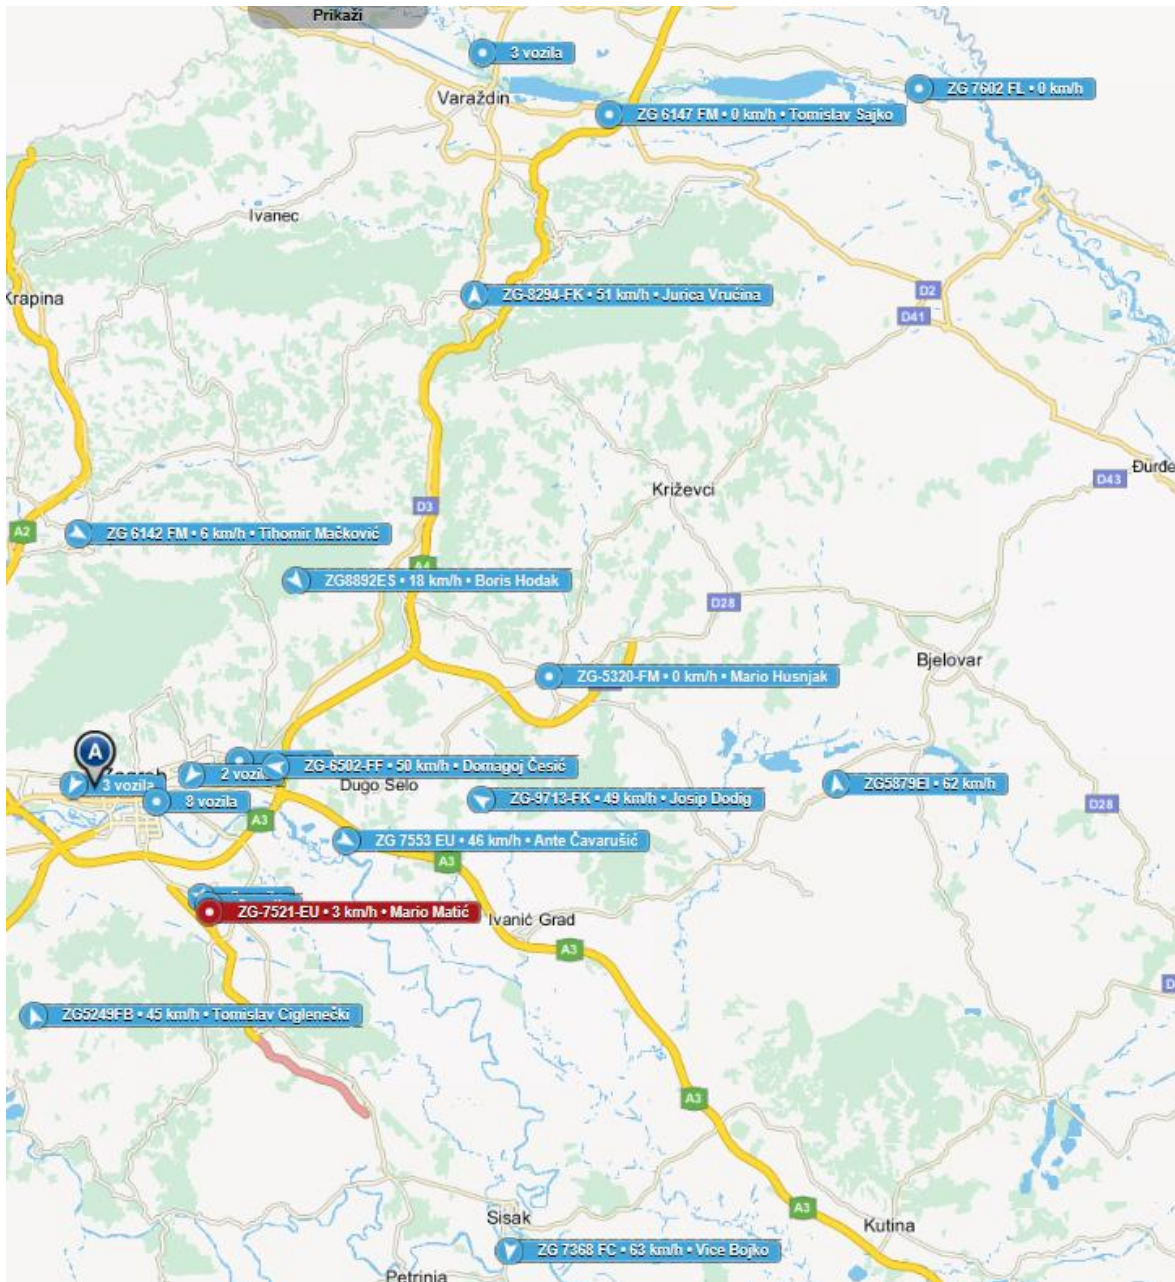 Prikaži
3 vozila
ZG 7602 FL • 0 km/h
Varaždin
ZG 6147 FM • 0 km/h • Tomislav Sajko
Ivanec
D2
ZG-8294-FK • 51 km/h • Jurica Vrućina
Krapina
D41
Đurđe
D43
Križevci
D3
A2
ZG 6142 FM • 6 km/h • Tihomir Mačković
A4
ZG8892ES • 18 km/h • Boris Hodak
D28
Bjelovar
ZG-5320-FM • 0 km/h • Mario Husnjak
A
Zagreb
2 vozila
ZG-6502-FF • 50 km/h • Domagoj Česić
3 vozila
Dugo Selo
ZG5879EI • 62 km/h
8 vozila
ZG-9713-FK • 49 km/h • Josip Dodig
D28
A3
ZG 7553 EU • 46 km/h • Ante Čavarušić
A3
ZG-7521-EU • 3 km/h • Mario Matić
Ivanić Grad
A3
D
ZG5249FB • 45 km/h • Tomislav Ciglenečki
A3
A3
Sisak
Kutina
ZG 7368 FC • 63 km/h • Vice Bojko
Petrinja